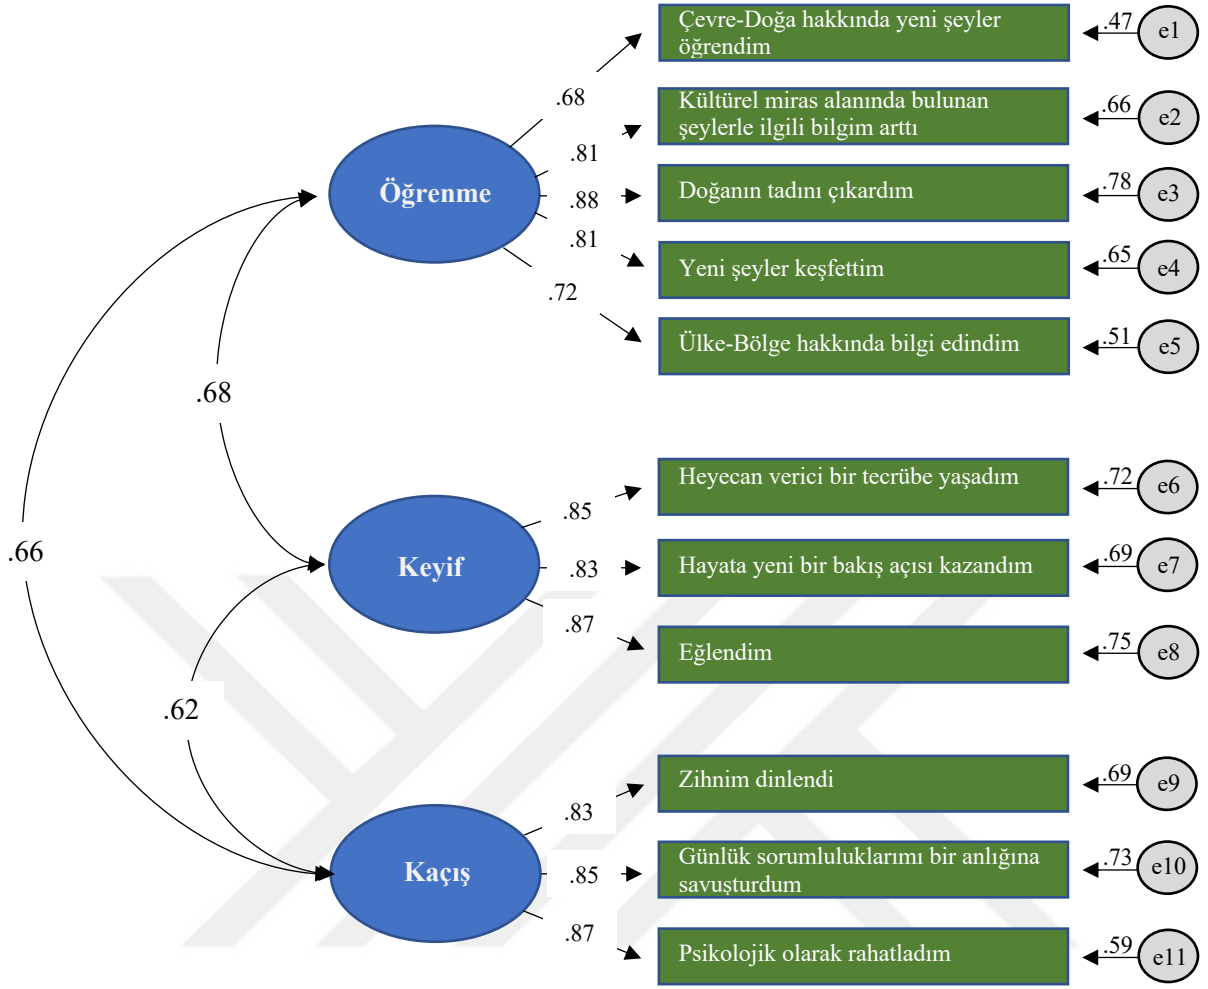 Çevre-Doğa hakkında yeni şeyler
öğrendim
.47
e1
.68
Kültürel miras alanında bulunan
şeylerle ilgili bilgim arttı
.66
e2
.81
Öğrenme
.88
Doğanın tadını çıkardım
.78
e3
.81
Yeni şeyler keşfettim
.65
e4
.72
Ülke-Bölge hakkında bilgi edindim
.51
e5
.68
.66
Heyecan verici bir tecrübe yaşadım
.72
e6
.85
Keyif
.83
Hayata yeni bir bakış açısı kazandım
.69
e7
.87
Eğlendim
.75
e8
.62
Zihnim dinlendi
.69
e9
.83
Kaçış
.85
Günlük sorumluluklarımı bir anlığına
savuşturdum
.73
e10
.87
Psikolojik olarak rahatladım
.59
e11